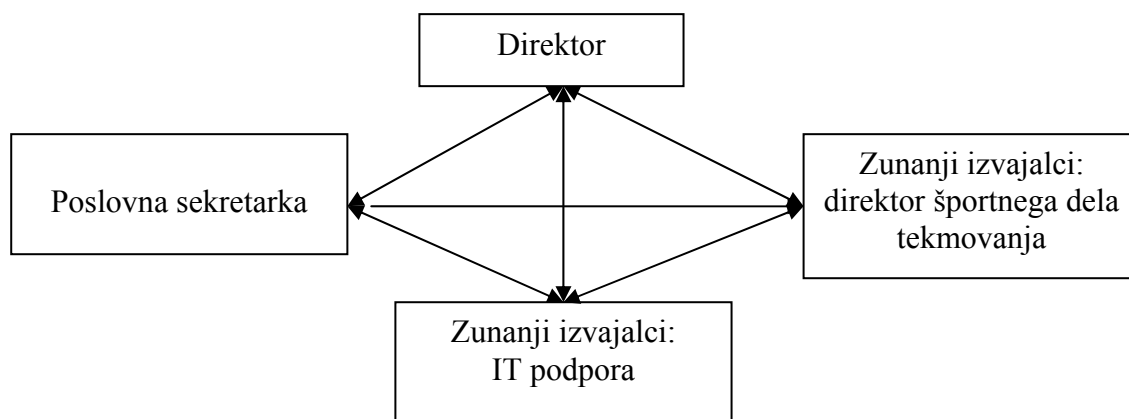 Direktor
Poslovna sekretarka
Zunanji izvajalci:
direktor športnega dela
tekmovanja
Zunanji izvajalci:
IT podpora